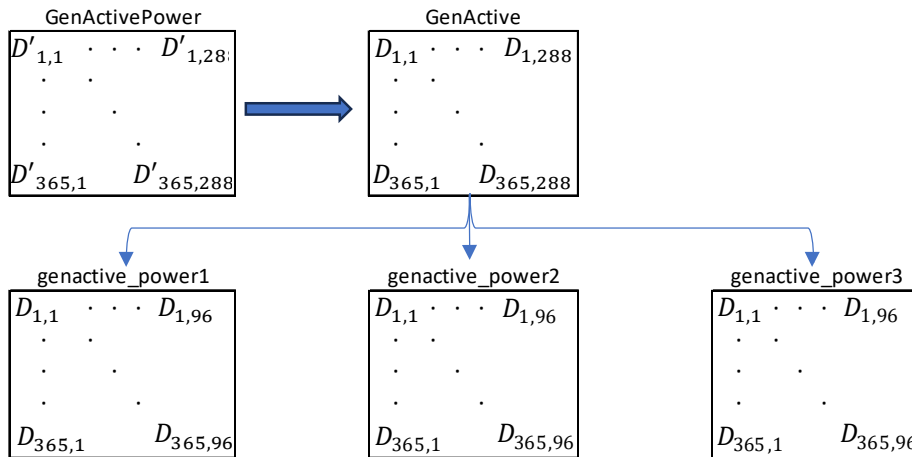 GenActivePower GenActive
D′1,1 · · · D′1,28 D1,1 · · · D1,288
D′365,1 D′365,288 D365,1 D365,288
genactive_power1 genactive_power2 genactive_power3
D1,1 · · · D1,96 D1,1 · · · D1,96 D1,1 · · · D1,96
D365,1 D365,96 D365,1 D365,96 D365,1 D365,96